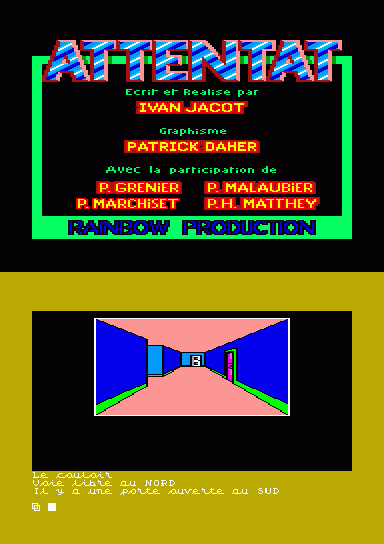 ATTENTAT
Ecrit et Realise par
IVAN JACOT
Graphisme
PATRICK DAHER
Avec la participation de
P. GRENIER P. MALAUBIER
P. MARCHISET P.H. MATTHEY
RAINBOW PRODUCTION
B
Le couloir
Voie libre au NORD
Il y a une porte ouverte au SUD